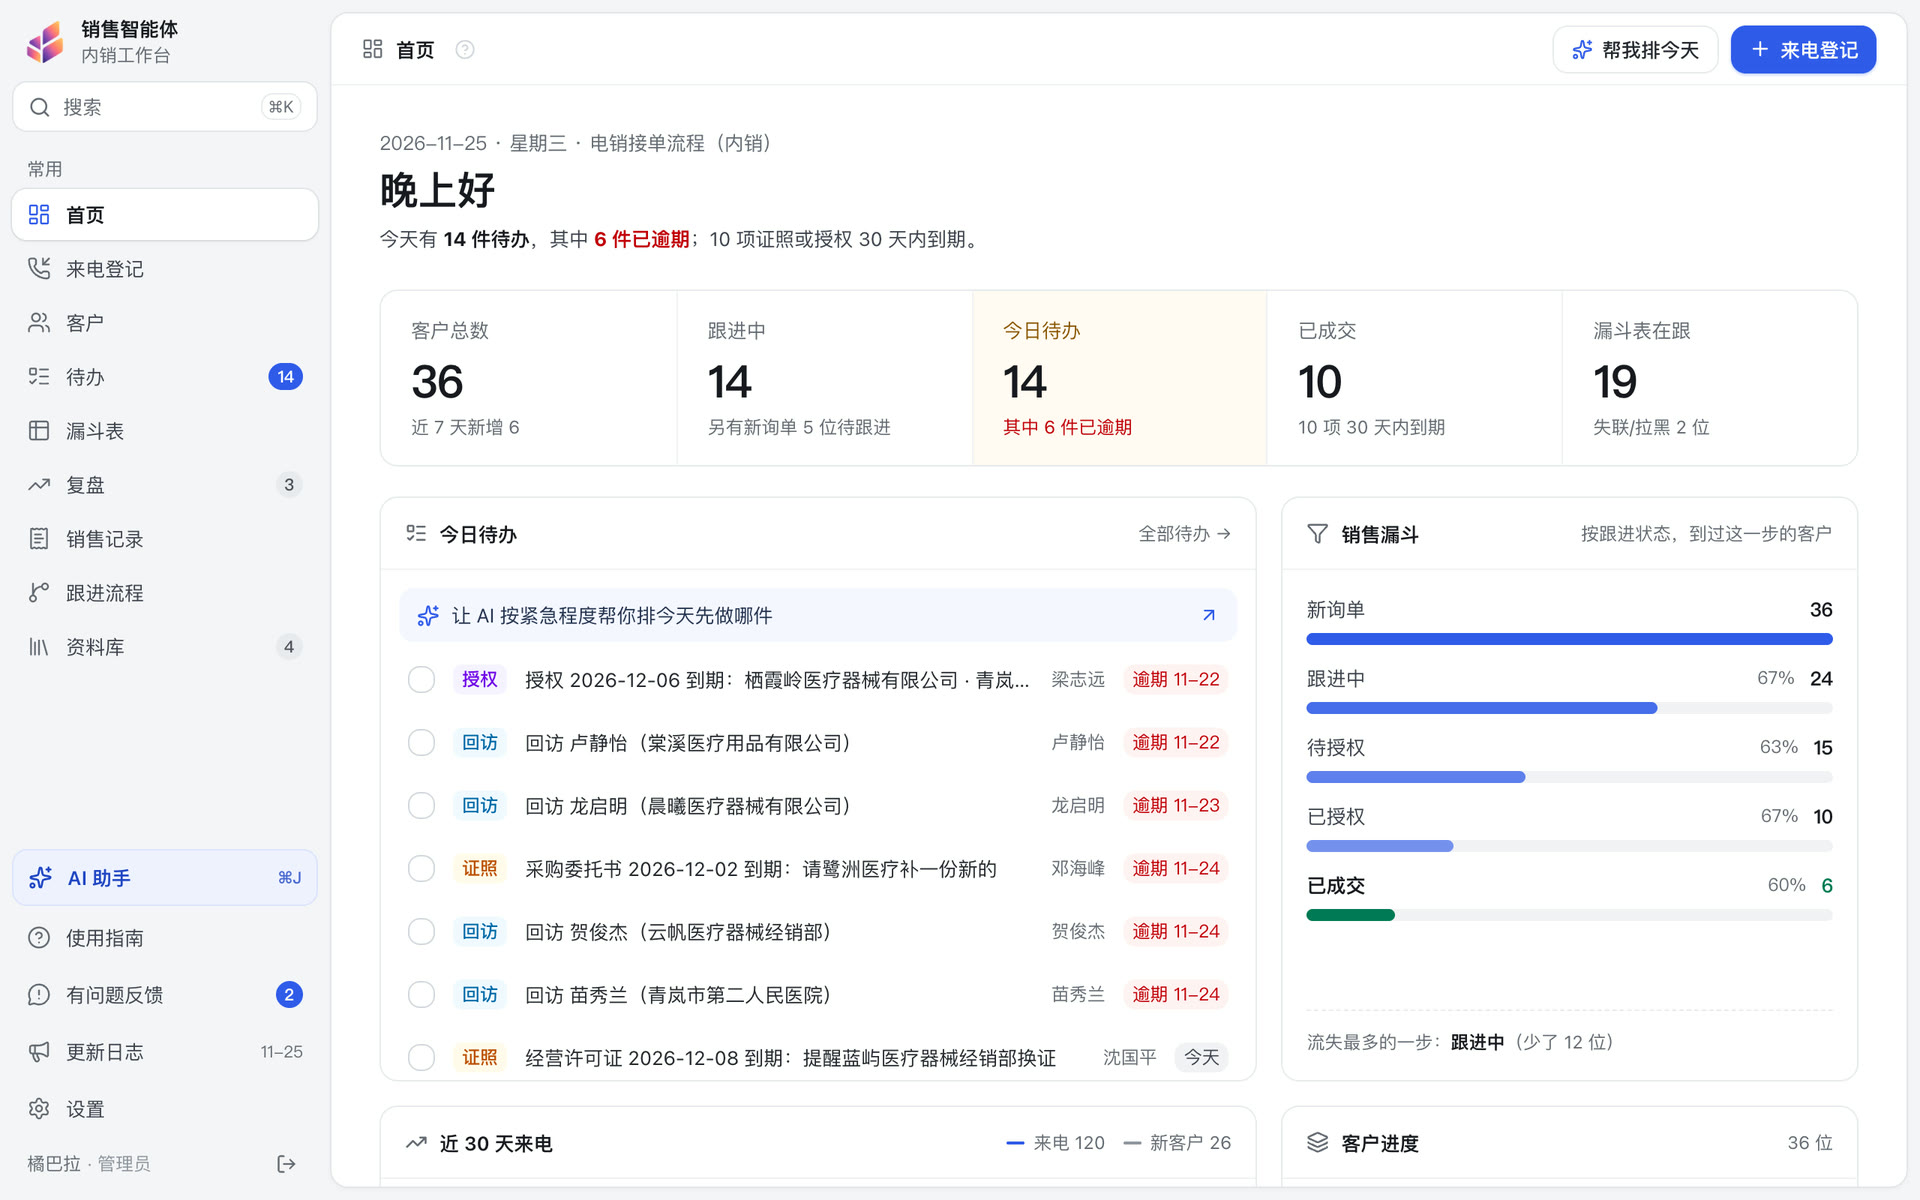 销售智能体
内销工作台
搜索 ⌘K
常用
首页
来电登记
客户
待办 14
漏斗表
复盘 3
销售记录
跟进流程
资料库 4
AI 助手 ⌘J
使用指南
有问题反馈 2
更新日志 11-25
设置
橘巴拉 · 管理员
首页
帮我排今天
来电登记
2026-11-25 · 星期三 · 电销接单流程（内销）
晚上好
今天有 14 件待办，其中 6 件已逾期；10 项证照或授权 30 天内到期。
客户总数
36
近 7 天新增 6
跟进中
14
另有新询单 5 位待跟进
今日待办
14
其中 6 件已逾期
已成交
10
10 项 30 天内到期
漏斗表在跟
19
失联/拉黑 2 位
今日待办 全部待办 →
让 AI 按紧急程度帮你排今天先做哪件
授权 授权 2026-12-06 到期：栖霞岭医疗器械有限公司 · 青岚... 梁志远 逾期 11-22
回访 回访 卢静怡（棠溪医疗用品有限公司） 卢静怡 逾期 11-22
回访 回访 龙启明（晨曦医疗器械有限公司） 龙启明 逾期 11-23
证照 采购委托书 2026-12-02 到期：请鹭洲医疗补一份新的 邓海峰 逾期 11-24
回访 回访 贺俊杰（云帆医疗器械经销部） 贺俊杰 逾期 11-24
回访 回访 苗秀兰（青岚市第二人民医院） 苗秀兰 逾期 11-24
证照 经营许可证 2026-12-08 到期：提醒蓝屿医疗器械经销部换证 沈国平 今天
销售漏斗 按跟进状态，到过这一步的客户
新询单 36
跟进中 67% 24
待授权 63% 15
已授权 67% 10
已成交 60% 6
流失最多的一步：跟进中（少了 12 位）
近 30 天来电 来电 120 新客户 26
客户进度 36 位